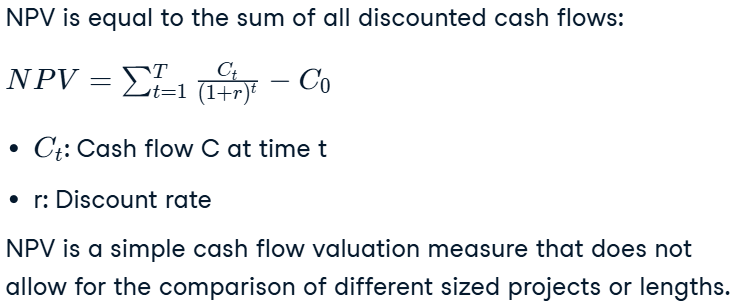 NPV is equal to the sum of all discounted cash flows:
$NPV = \sum_{t=1}^{T} \frac{C_t}{(1+r)^t} - C_0$
• $C_t$: Cash flow C at time t
• r: Discount rate
NPV is a simple cash flow valuation measure that does not
allow for the comparison of different sized projects or lengths.